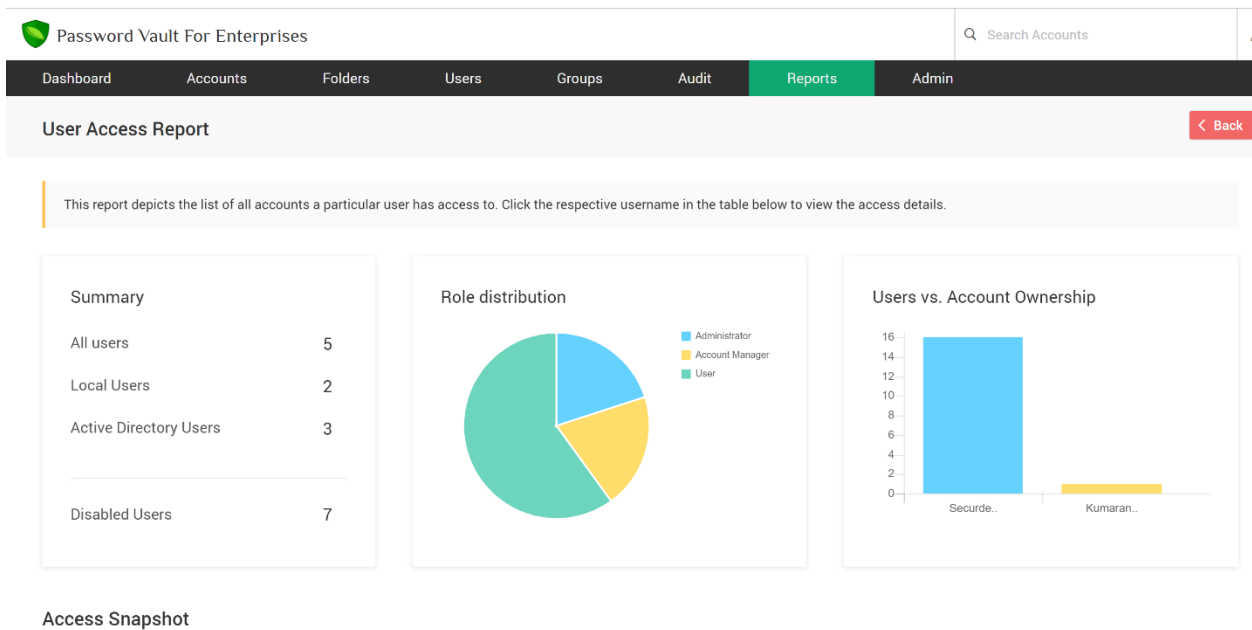 Password Vault For Enterprises
Search Accounts
Dashboard Accounts Folders Users Groups Audit Reports Admin
User Access Report
Back
This report depicts the list of all accounts a particular user has access to. Click the respective username in the table below to view the access details.
Summary
All users 5
Local Users 2
Active Directory Users 3
Disabled Users 7
Role distribution
Administrator
Account Manager
User
Users vs. Account Ownership
16
14
12
10
8
6
4
2
0
Securde.. Kumaran..
Access Snapshot